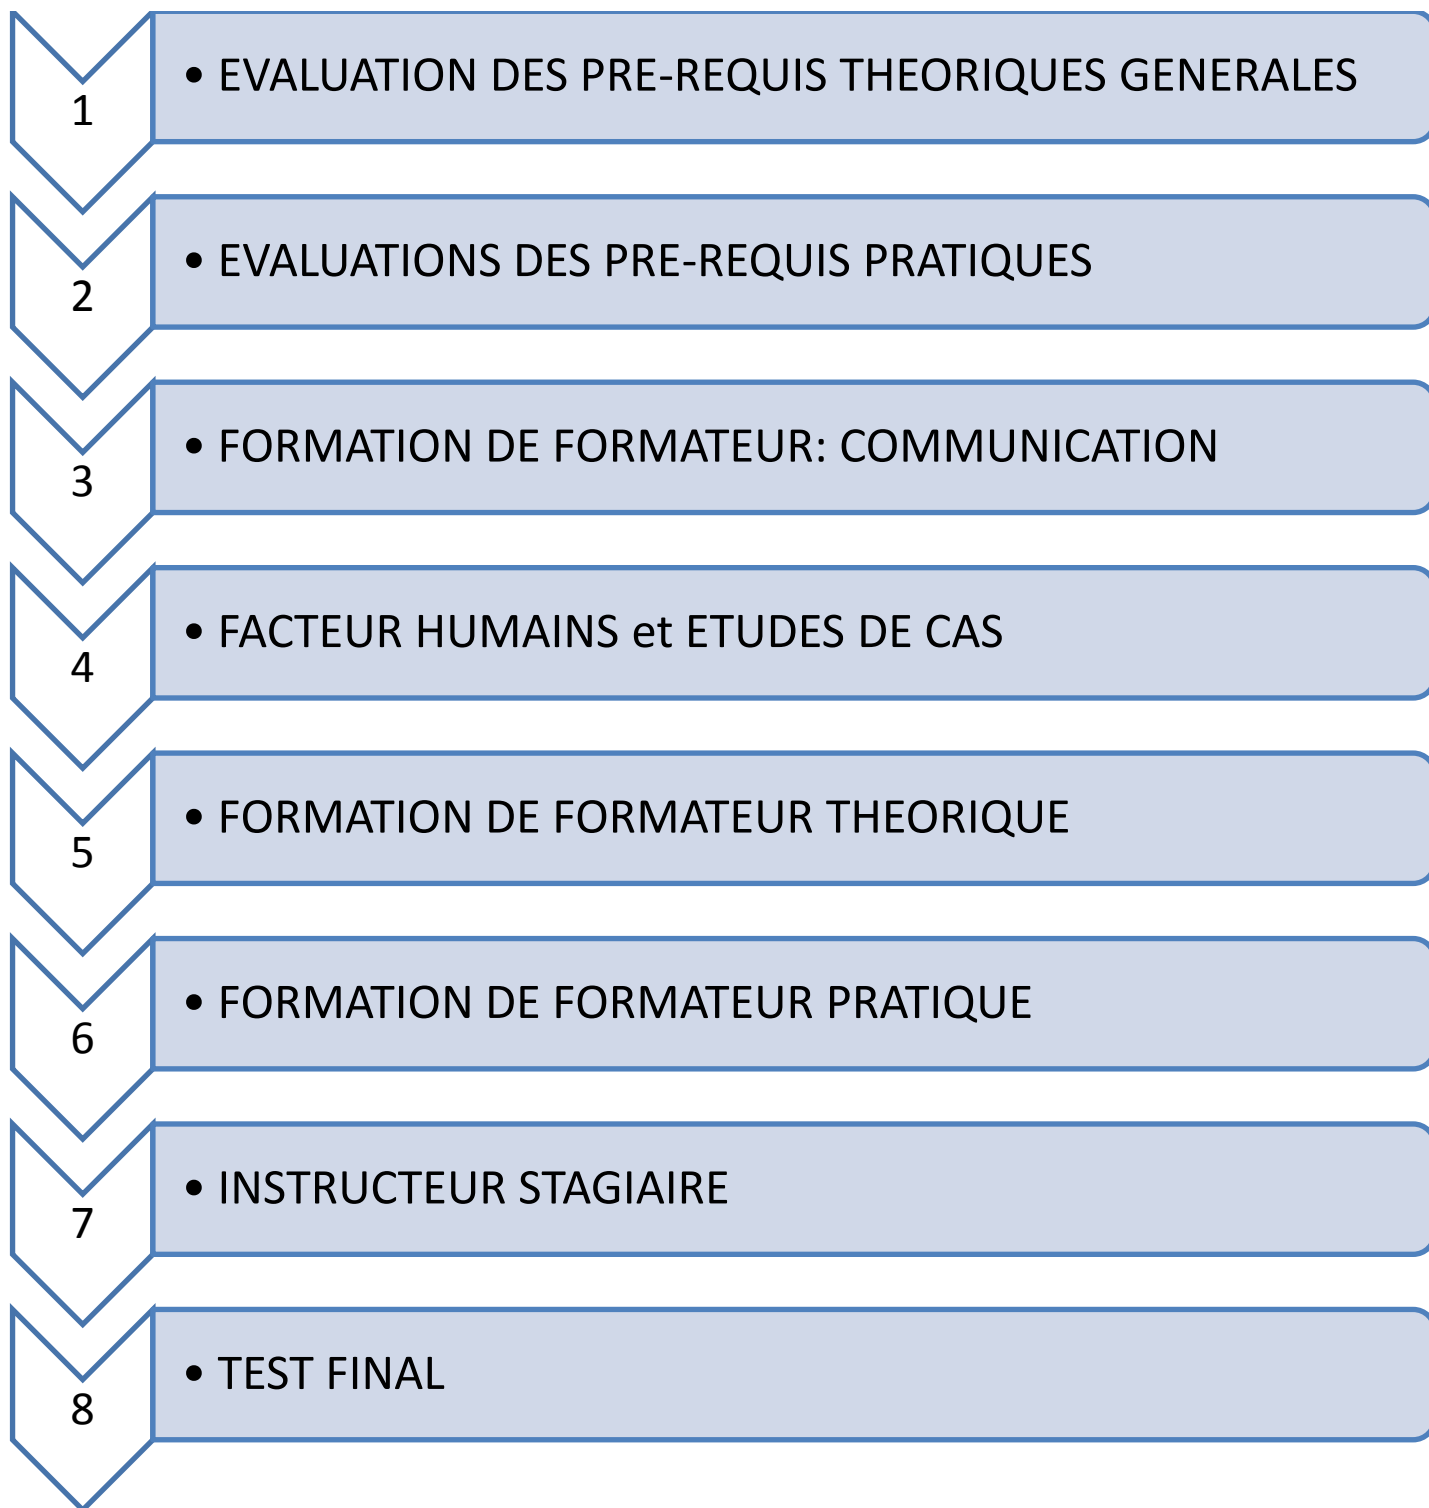 1
• EVALUATION DES PRE-REQUIS THEORIQUES GENERALES
2
• EVALUATIONS DES PRE-REQUIS PRATIQUES
3
• FORMATION DE FORMATEUR: COMMUNICATION
4
• FACTEUR HUMAINS et ETUDES DE CAS
5
• FORMATION DE FORMATEUR THEORIQUE
6
• FORMATION DE FORMATEUR PRATIQUE
7
• INSTRUCTEUR STAGIAIRE
8
• TEST FINAL